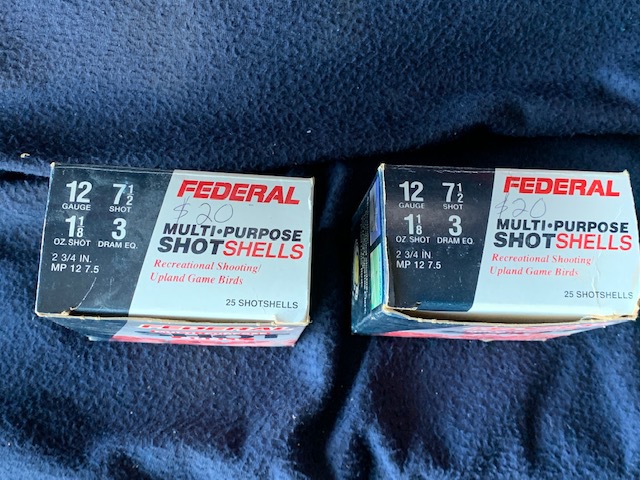 12 GAUGE 7½ SHOT
1⅛ OZ. SHOT 3 DRAM EQ.
2 3/4 IN.
MP 12 7.5
FEDERAL
$20
MULTI•PURPOSE
SHOTSHELLS
Recreational Shooting/
Upland Game Birds
25 SHOTSHELLS
FEDERAL
12 GAUGE 7½ SHOT
1⅛ OZ. SHOT 3 DRAM EQ.
2 3/4 IN.
MP 12 7.5
FEDERAL
$20
MULTI•PURPOSE
SHOTSHELLS
Recreational Shooting/
Upland Game Birds
25 SHOTSHELLS